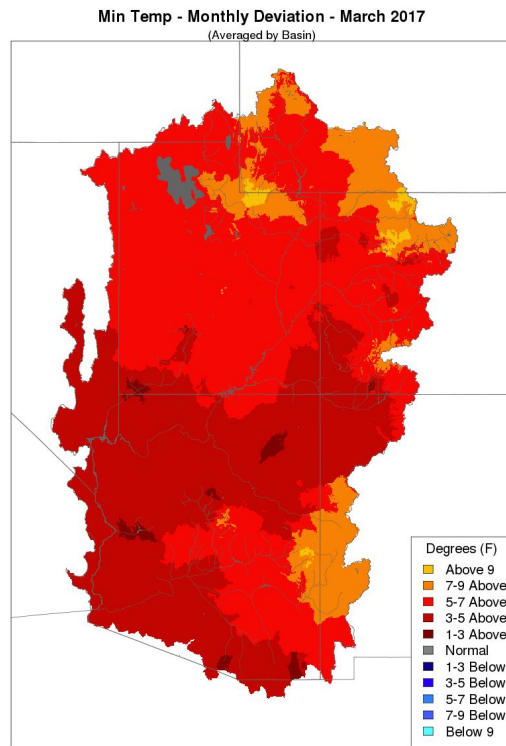 Min Temp - Monthly Deviation - March 2017
(Averaged by Basin)
Degrees (F)
Above 9
7-9 Above
5-7 Above
3-5 Above
1-3 Above
Normal
1-3 Below
3-5 Below
5-7 Below
7-9 Below
Below 9